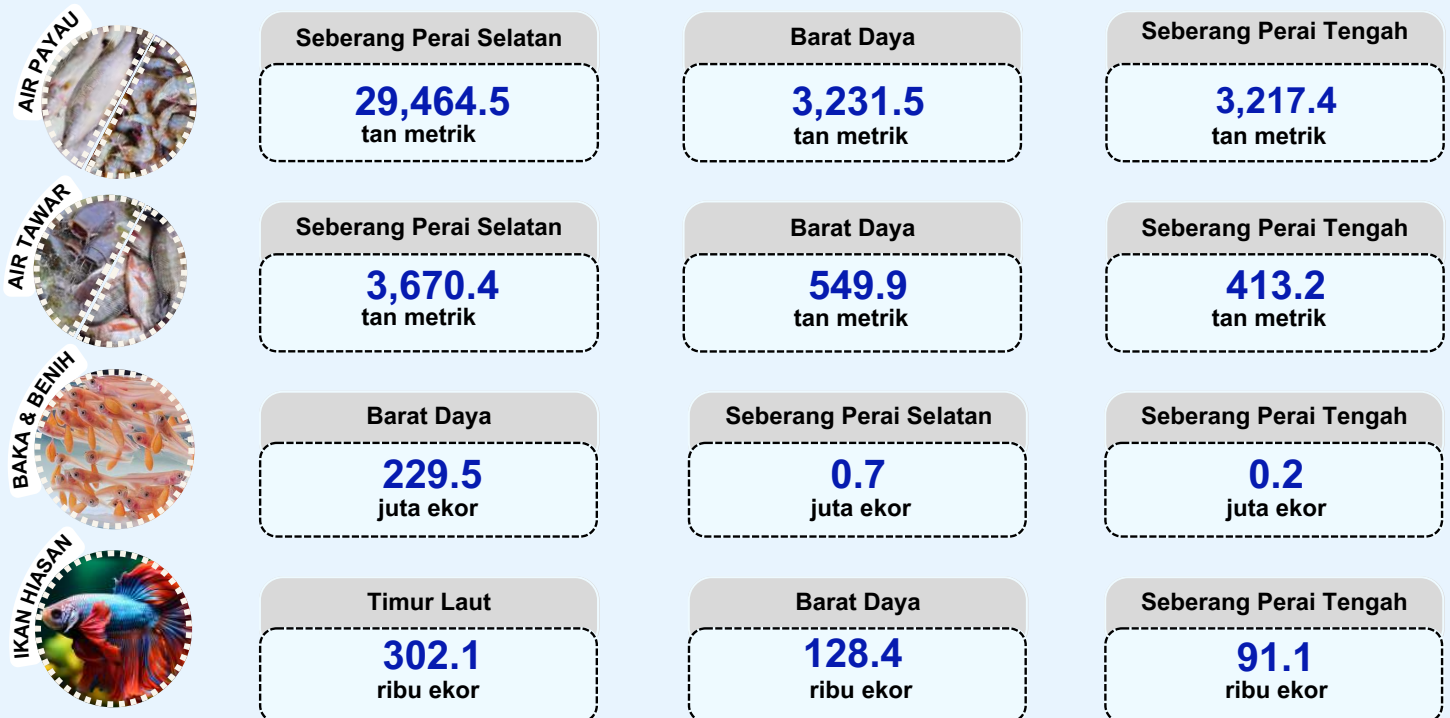 AIR PAYAU
Seberang Perai Selatan
29,464.5
tan metrik
Barat Daya
3,231.5
tan metrik
Seberang Perai Tengah
3,217.4
tan metrik
AIR TAWAR
Seberang Perai Selatan
3,670.4
tan metrik
Barat Daya
549.9
tan metrik
Seberang Perai Tengah
413.2
tan metrik
BAKA & BENIH
Barat Daya
229.5
juta ekor
Seberang Perai Selatan
0.7
juta ekor
Seberang Perai Tengah
0.2
juta ekor
IKAN HIASAN
Timur Laut
302.1
ribu ekor
Barat Daya
128.4
ribu ekor
Seberang Perai Tengah
91.1
ribu ekor